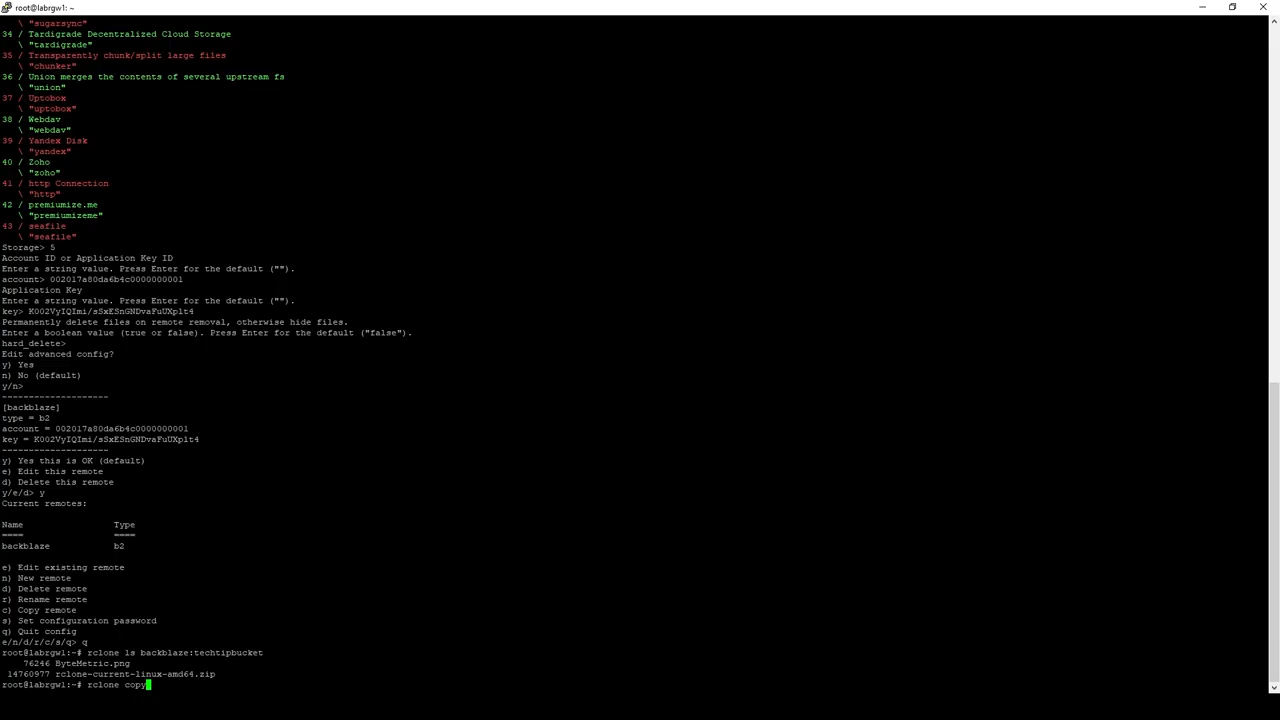 root@labrgw1: ~
\ "sugarsync"
34 / Tardigrade Decentralized Cloud Storage
\ "tardigrade"
35 / Transparently chunk/split large files
\ "chunker"
36 / Union merges the contents of several upstream fs
\ "union"
37 / Uptobox
\ "uptobox"
38 / Webdav
\ "webdav"
39 / Yandex Disk
\ "yandex"
40 / Zoho
\ "zoho"
41 / http Connection
\ "http"
42 / premiumize.me
\ "premiumizeme"
43 / seafile
\ "seafile"
Storage> 5
Account ID or Application Key ID
Enter a string value. Press Enter for the default ("").
account> 002017a80da6b4c0000000001
Application Key
Enter a string value. Press Enter for the default ("").
key> K002VyIQImi/sSxESnGNDvaFuUXplt4
Permanently delete files on remote removal, otherwise hide files.
Enter a boolean value (true or false). Press Enter for the default ("false").
hard_delete>
Edit advanced config?
y) Yes
n) No (default)
y/n>
--------------------
[backblaze]
type = b2
account = 002017a80da6b4c0000000001
key = K002VyIQImi/sSxESnGNDvaFuUXplt4
--------------------
y) Yes this is OK (default)
e) Edit this remote
d) Delete this remote
y/e/d> y
Current remotes:
Name Type
==== ====
backblaze b2
e) Edit existing remote
n) New remote
d) Delete remote
r) Rename remote
c) Copy remote
s) Set configuration password
q) Quit config
e/n/d/r/c/s/q> q
root@labrgw1:~# rclone ls backblaze:techtipbucket
76246 ByteMetric.png
14760977 rclone-current-linux-amd64.zip
root@labrgw1:~# rclone copy